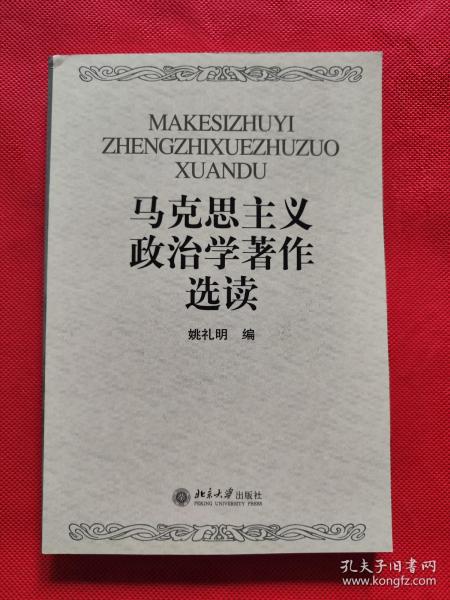 MAKESIZHUYI
ZHENGZHIXUEZHUZUO
XUANDU
马克思主义
政治学著作
选读
姚礼明 编
北京大学出版社
PEKING UNIVERSITY PRESS
孔夫子旧书网
www.kongfz.com